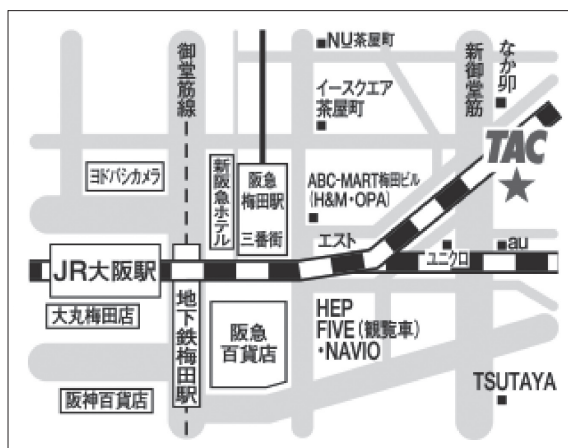 NU茶屋町
御堂筋線
新御堂筋
なか卯
イースクエア
茶屋町
TAC
ヨドバシカメラ
新阪急ホテル
阪急
梅田駅
三番街
ABC-MART梅田ビル
(H&M・OPA)
エスト
ユニクロ
au
JR大阪駅
大丸梅田店
地下鉄梅田駅
阪急
百貨店
HEP
FIVE(観覧車)
・NAVIO
阪神百貨店
TSUTAYA